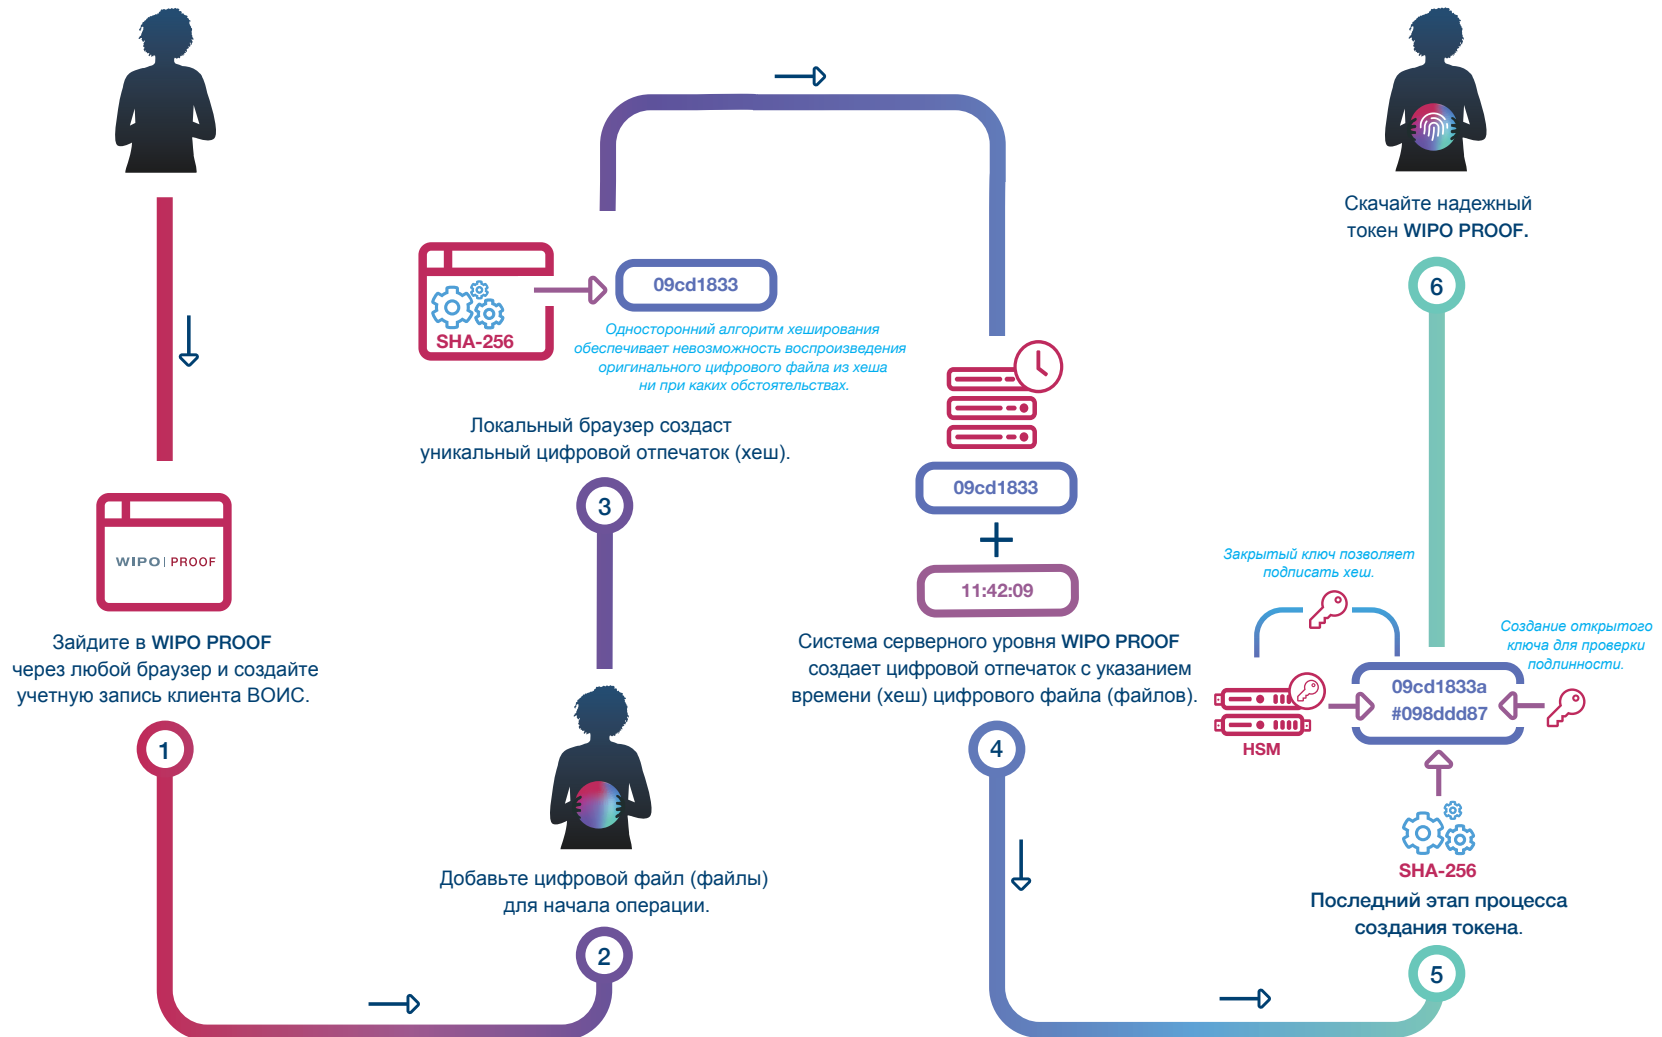 WIPO | PROOF
Зайдите в WIPO PROOF
через любой браузер и создайте
учетную запись клиента ВОИС.
1
2
Добавьте цифровой файл (файлы)
для начала операции.
3
Локальный браузер создаст
уникальный цифровой отпечаток (хеш).
SHA-256
09cd1833
Односторонний алгоритм хеширования
обеспечивает невозможность воспроизведения
оригинального цифрового файла из хеша
ни при каких обстоятельствах.
09cd1833
+
11:42:09
Система серверного уровня WIPO PROOF
создает цифровой отпечаток с указанием
времени (хеш) цифрового файла (файлов).
4
5
Последний этап процесса
создания токена.
SHA-256
HSM
09cd1833a
#098ddd87
Закрытый ключ позволяет
подписать хеш.
Создание открытого
ключа для проверки
подлинности.
6
Скачайте надежный
токен WIPO PROOF.